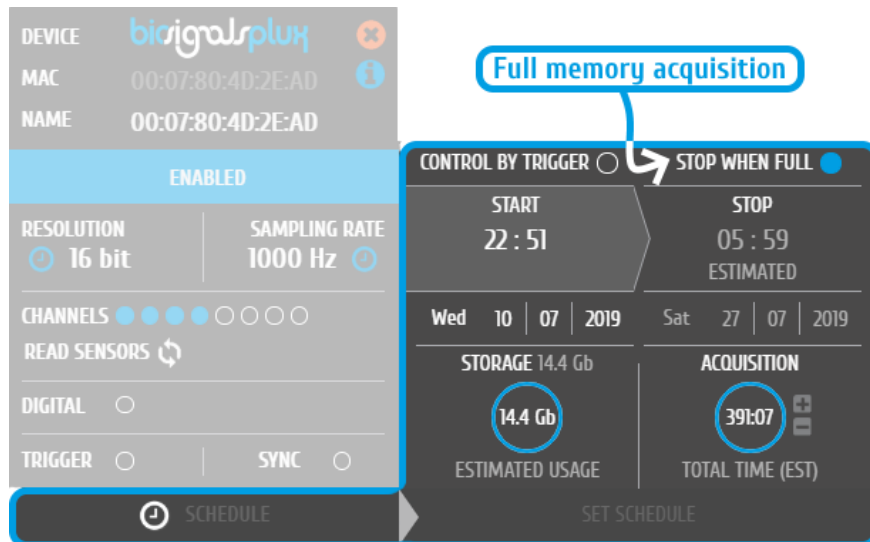 DEVICE biosignalsplux
MAC 00:07:80:4D:2E:AD
NAME 00:07:80:4D:2E:AD
ENABLED
RESOLUTION SAMPLING RATE
16 bit 1000 Hz
CHANNELS
READ SENSORS
DIGITAL
TRIGGER SYNC
SCHEDULE
Full memory acquisition
CONTROL BY TRIGGER STOP WHEN FULL
START STOP
22 : 51 05 : 59
ESTIMATED
Wed 10 07 2019 Sat 27 07 2019
STORAGE 14.4 Gb ACQUISITION
14.4 Gb 391:07
ESTIMATED USAGE TOTAL TIME (EST)
SET SCHEDULE